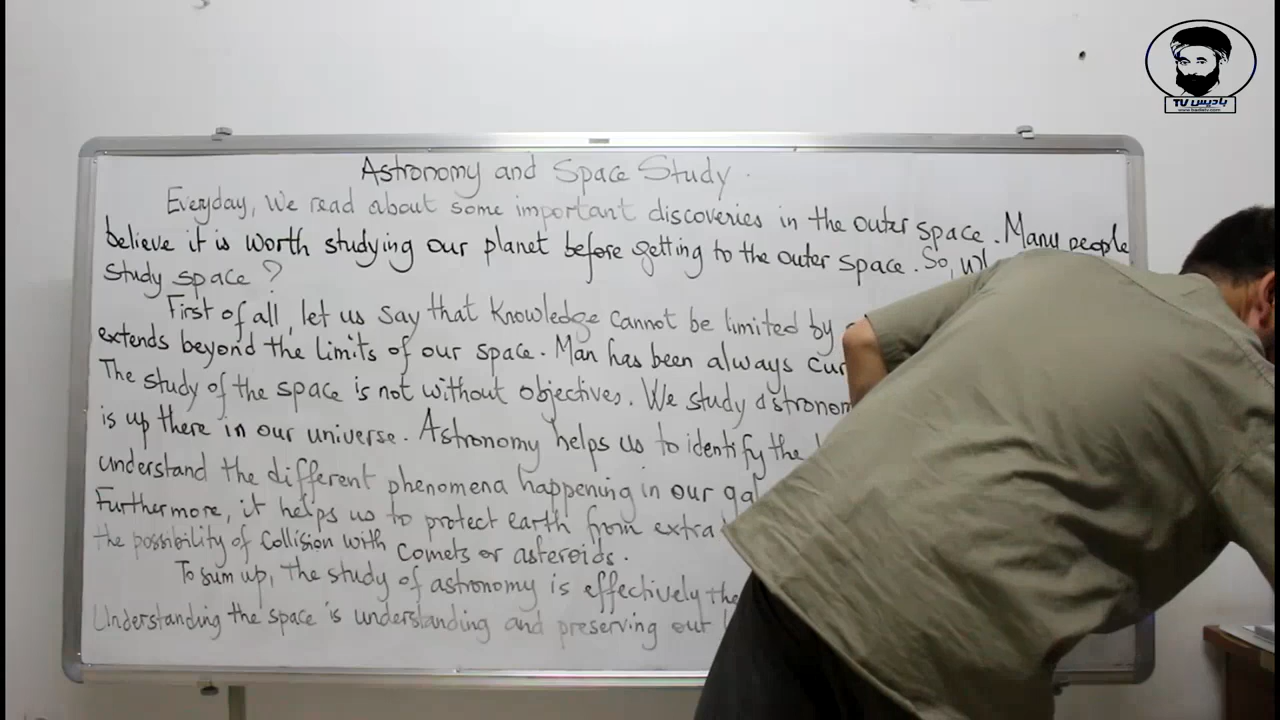 Astronomy and Space Study.
Everyday, we read about some important discoveries in the outer space. Many people
believe it is worth studying our planet before getting to the outer space. So,
study space?
First of all, let us say that knowledge cannot be limited by
extends beyond the limits of our space. Man has been always
The study of the space is not without objectives. We study
is up there in our universe. Astronomy helps us to identify the
understand the different phenomena happening in our
Furthermore, it helps us to protect earth from
the possibility of collision with comets or asteroids.
To sum up, the study of astronomy is effectively the
Understanding the space is understanding and preserving our
باديس TV
www.badistv.com